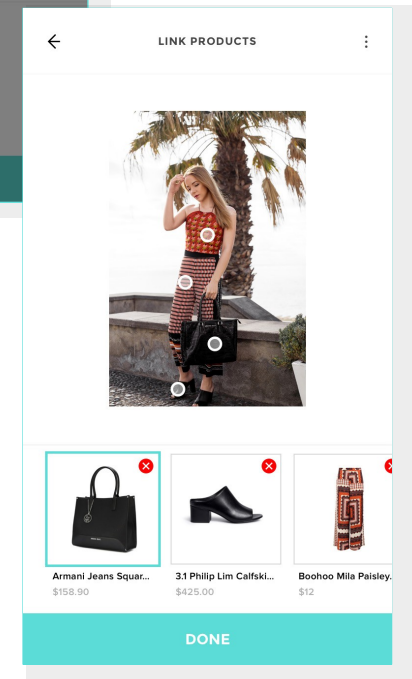 LINK PRODUCTS
Armani Jeans Squar...
3.1 Philip Lim Calfski...
Boohoo Mila Paisley.
$158.90
$425.00
$12
DONE